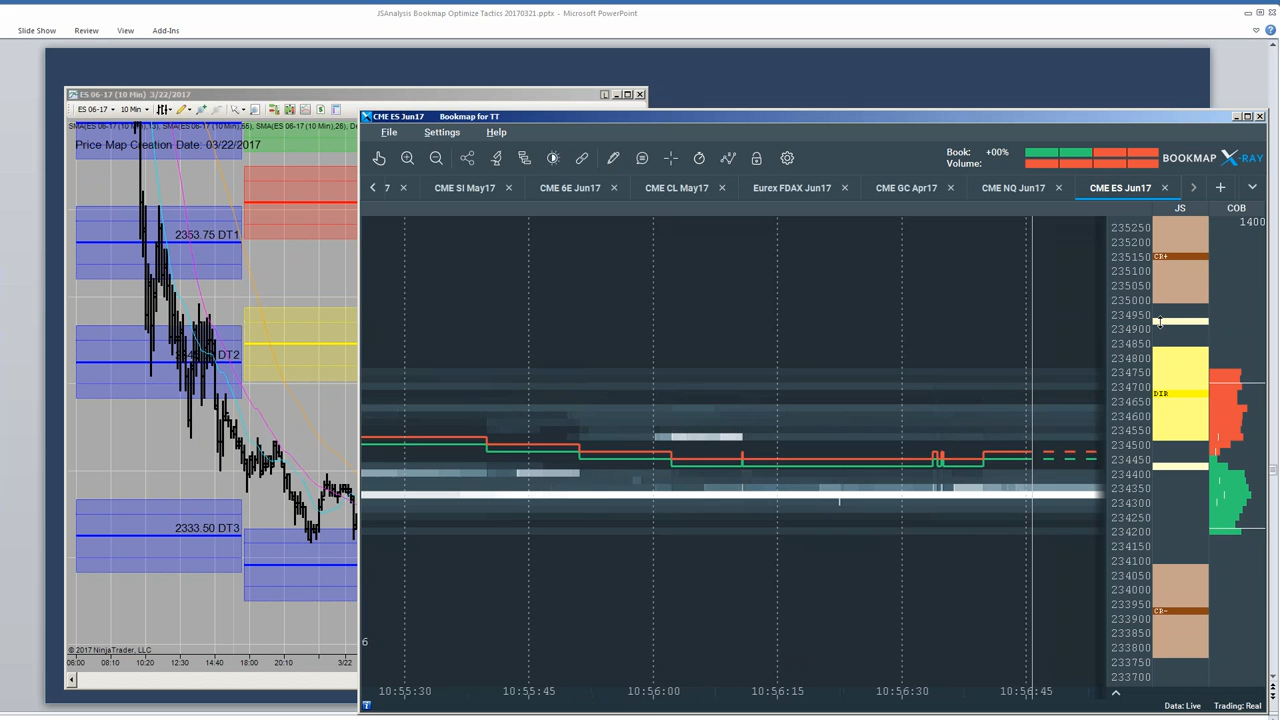 JSAnalysis Bookmap Optimize Tactics 20170321.pptx - Microsoft PowerPoint
Slide Show Review View Add-Ins
ES 06-17 (10 Min) 3/22/2017
ES 06-17 10 Min
Price Map Creation Date: 03/22/2017
2353.75 DT1
DT2
2333.50 DT3
© 2017 NinjaTrader, LLC
08:00 08:10 10:20 12:30 14:40 18:00 20:10 3/22
CME ES Jun17 Bookmap for TT
File Settings Help
Book: +00%
Volume:
BOOKMAP X-RAY
7 CME SI May17 CME 6E Jun17 CME CL May17 Eurex FDAX Jun17 CME GC Apr17 CME NQ Jun17 CME ES Jun17
JS COB
1400
235250
235200
235150 CR+
235100
235050
235000
234950
234900
234850
234800
234750
234700
DIR
234650
234600
234550
234500
234450
234400
234350
234300
234250
234200
234150
234100
234050
234000
233950
CR-
233900
233850
233800
233750
233700
6
10:55:30 10:55:45 10:56:00 10:56:15 10:56:30 10:56:45
Data: Live Trading: Real